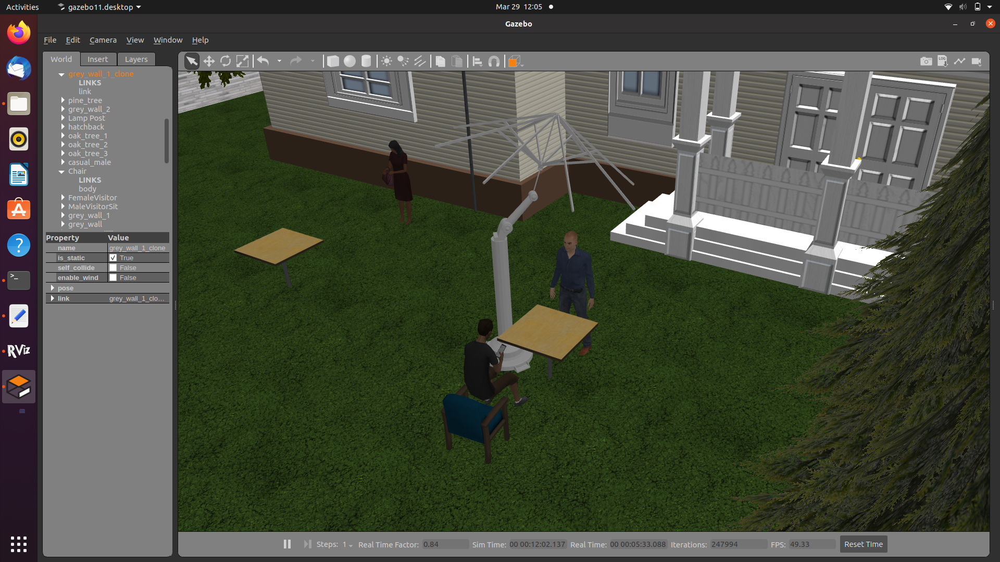 Activities
gazebo11.desktop
Mar 29 12:05
Gazebo
File Edit Camera View Window Help
World Insert Layers
grey_wall_1_clone
LINKS
link
pine_tree
grey_wall_2
Lamp Post
hatchback
oak_tree_1
oak_tree_2
oak_tree_3
casual_male
Chair
LINKS
body
FemaleVisitor
MaleVisitorSit
grey_wall_1
grey_wall
Property Value
name grey_wall_1_clone
is_static True
self_collide False
enable_wind False
pose
link grey_wall_1_clo...
LOG
>_
?
RViz
Steps: 1 Real Time Factor: 0.84 Sim Time: 00 00:12:02.137 Real Time: 00 00:05:33.088 Iterations: 247994 FPS: 49.33 Reset Time